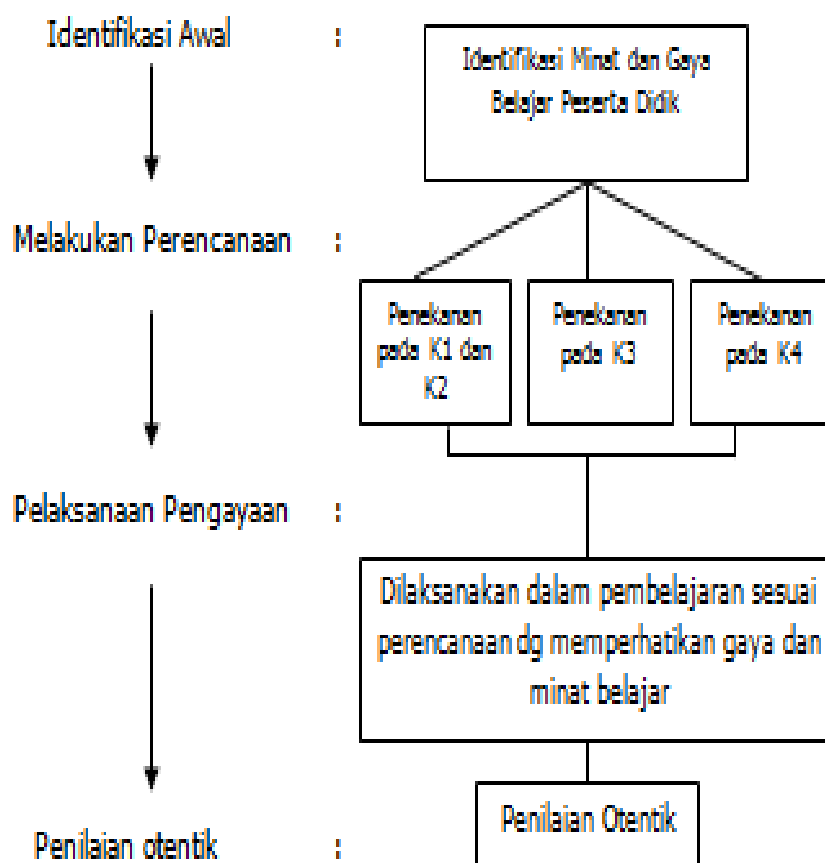 Identifikasi Awal :
Identifikasi Minat dan Gaya
Belajar Peserta Didik
Melakukan Perencanaan :
Penekanan
pada K1 dan
K2
Penekanan
pada K3
Penekanan
pada K4
Pelaksanaan Pengayaan :
Dilaksanakan dalam pembelajaran sesuai
perencanaan dg memperhatikan gaya dan
minat belajar
Penilaian otentik :
Penilaian Otentik